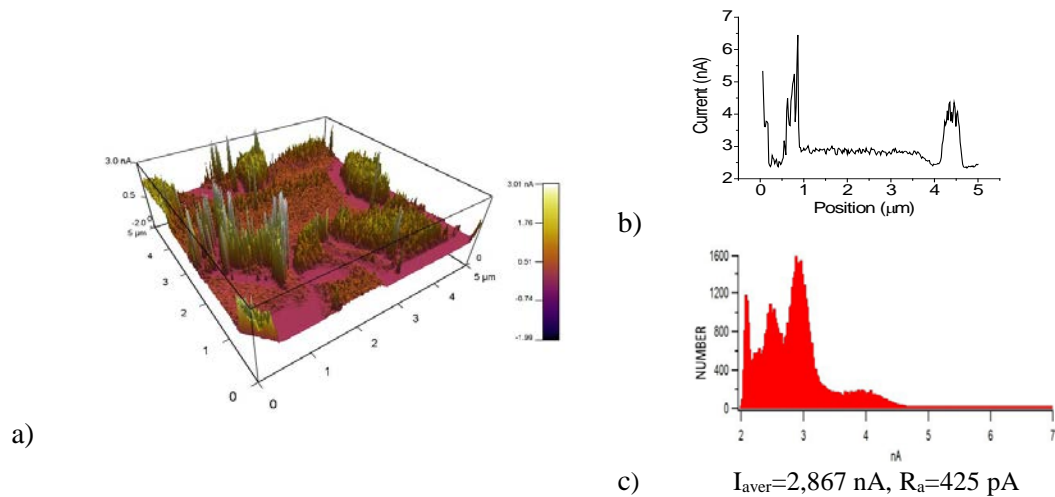 3.0 nA
0.5
-2.0
0
5 µm
4
3
2
1
0
0
1
2
3
4
5 µm
0
3.01 nA
1.76
0.51
-0.74
-1.99
a)
7
6
5
4
3
2
Current (nA)
0 1 2 3 4 5
Position (µm)
b)
1600
1200
800
400
0
NUMBER
2 3 4 5 6 7
nA
c) Iaver=2,867 nA, Ra=425 pA